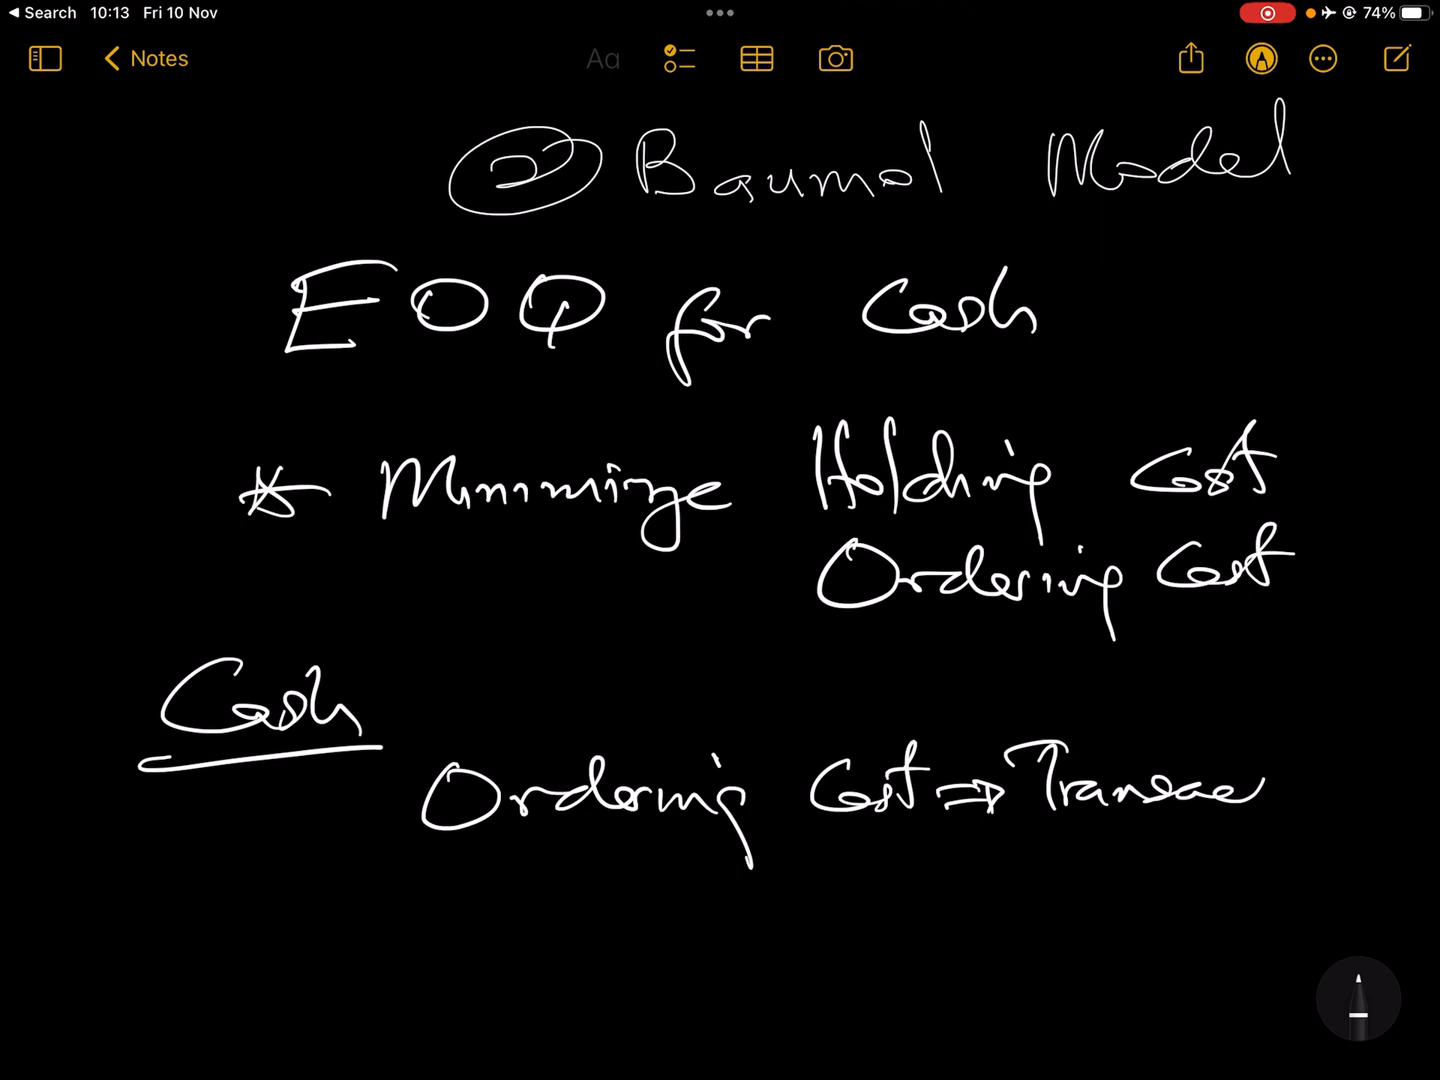 Search 10:13 Fri 10 Nov 74%
Notes Aa
2 Baumol Model
EOQ for Cash
* Minimize Holding Cost
Ordering Cost
Cash
Ordering Cost ⇒ Transac